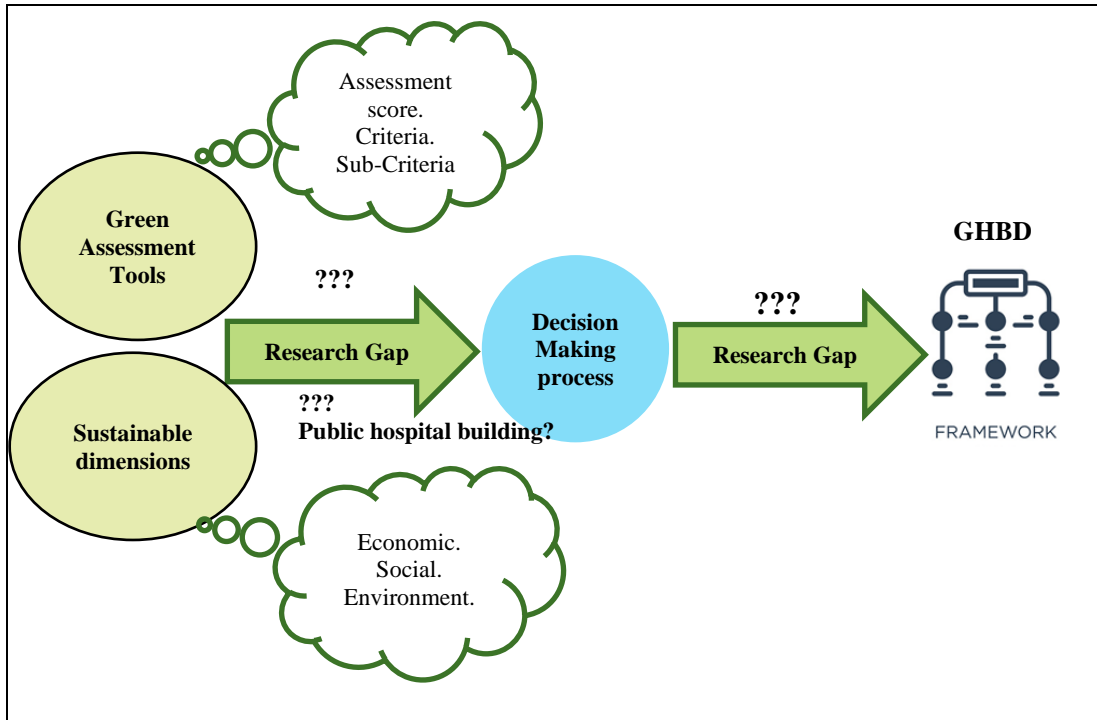 Assessment
score.
Criteria.
Sub-Criteria
Green
Assessment
Tools
???
Research Gap
???
Public hospital building?
Sustainable
dimensions
Economic.
Social.
Environment.
Decision
Making
process
???
Research Gap
GHBD
FRAMEWORK